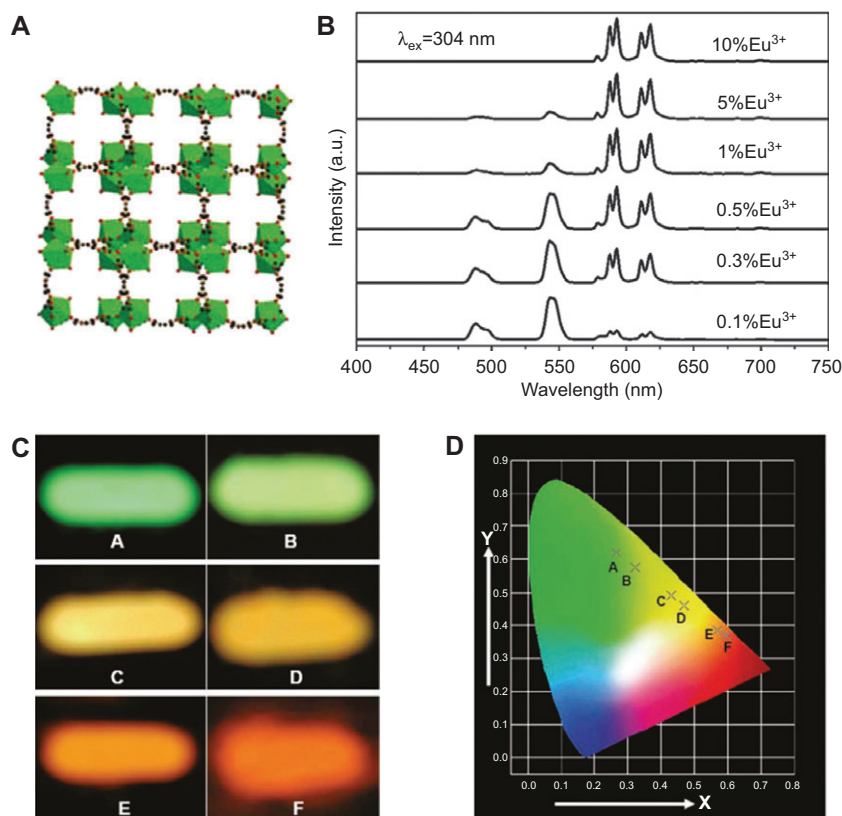 A
B
λex=304 nm
10%Eu3+
5%Eu3+
1%Eu3+
0.5%Eu3+
0.3%Eu3+
0.1%Eu3+
Intensity (a.u.)
400 450 500 550 600 650 700 750
Wavelength (nm)
C
A B
C D
E F
D
0.9
0.8
0.7
0.6
0.5
0.4
0.3
0.2
0.1
0.0
Y
A
B
C
D
E
F
0.0 0.1 0.2 0.3 0.4 0.5 0.6 0.7 0.8
X